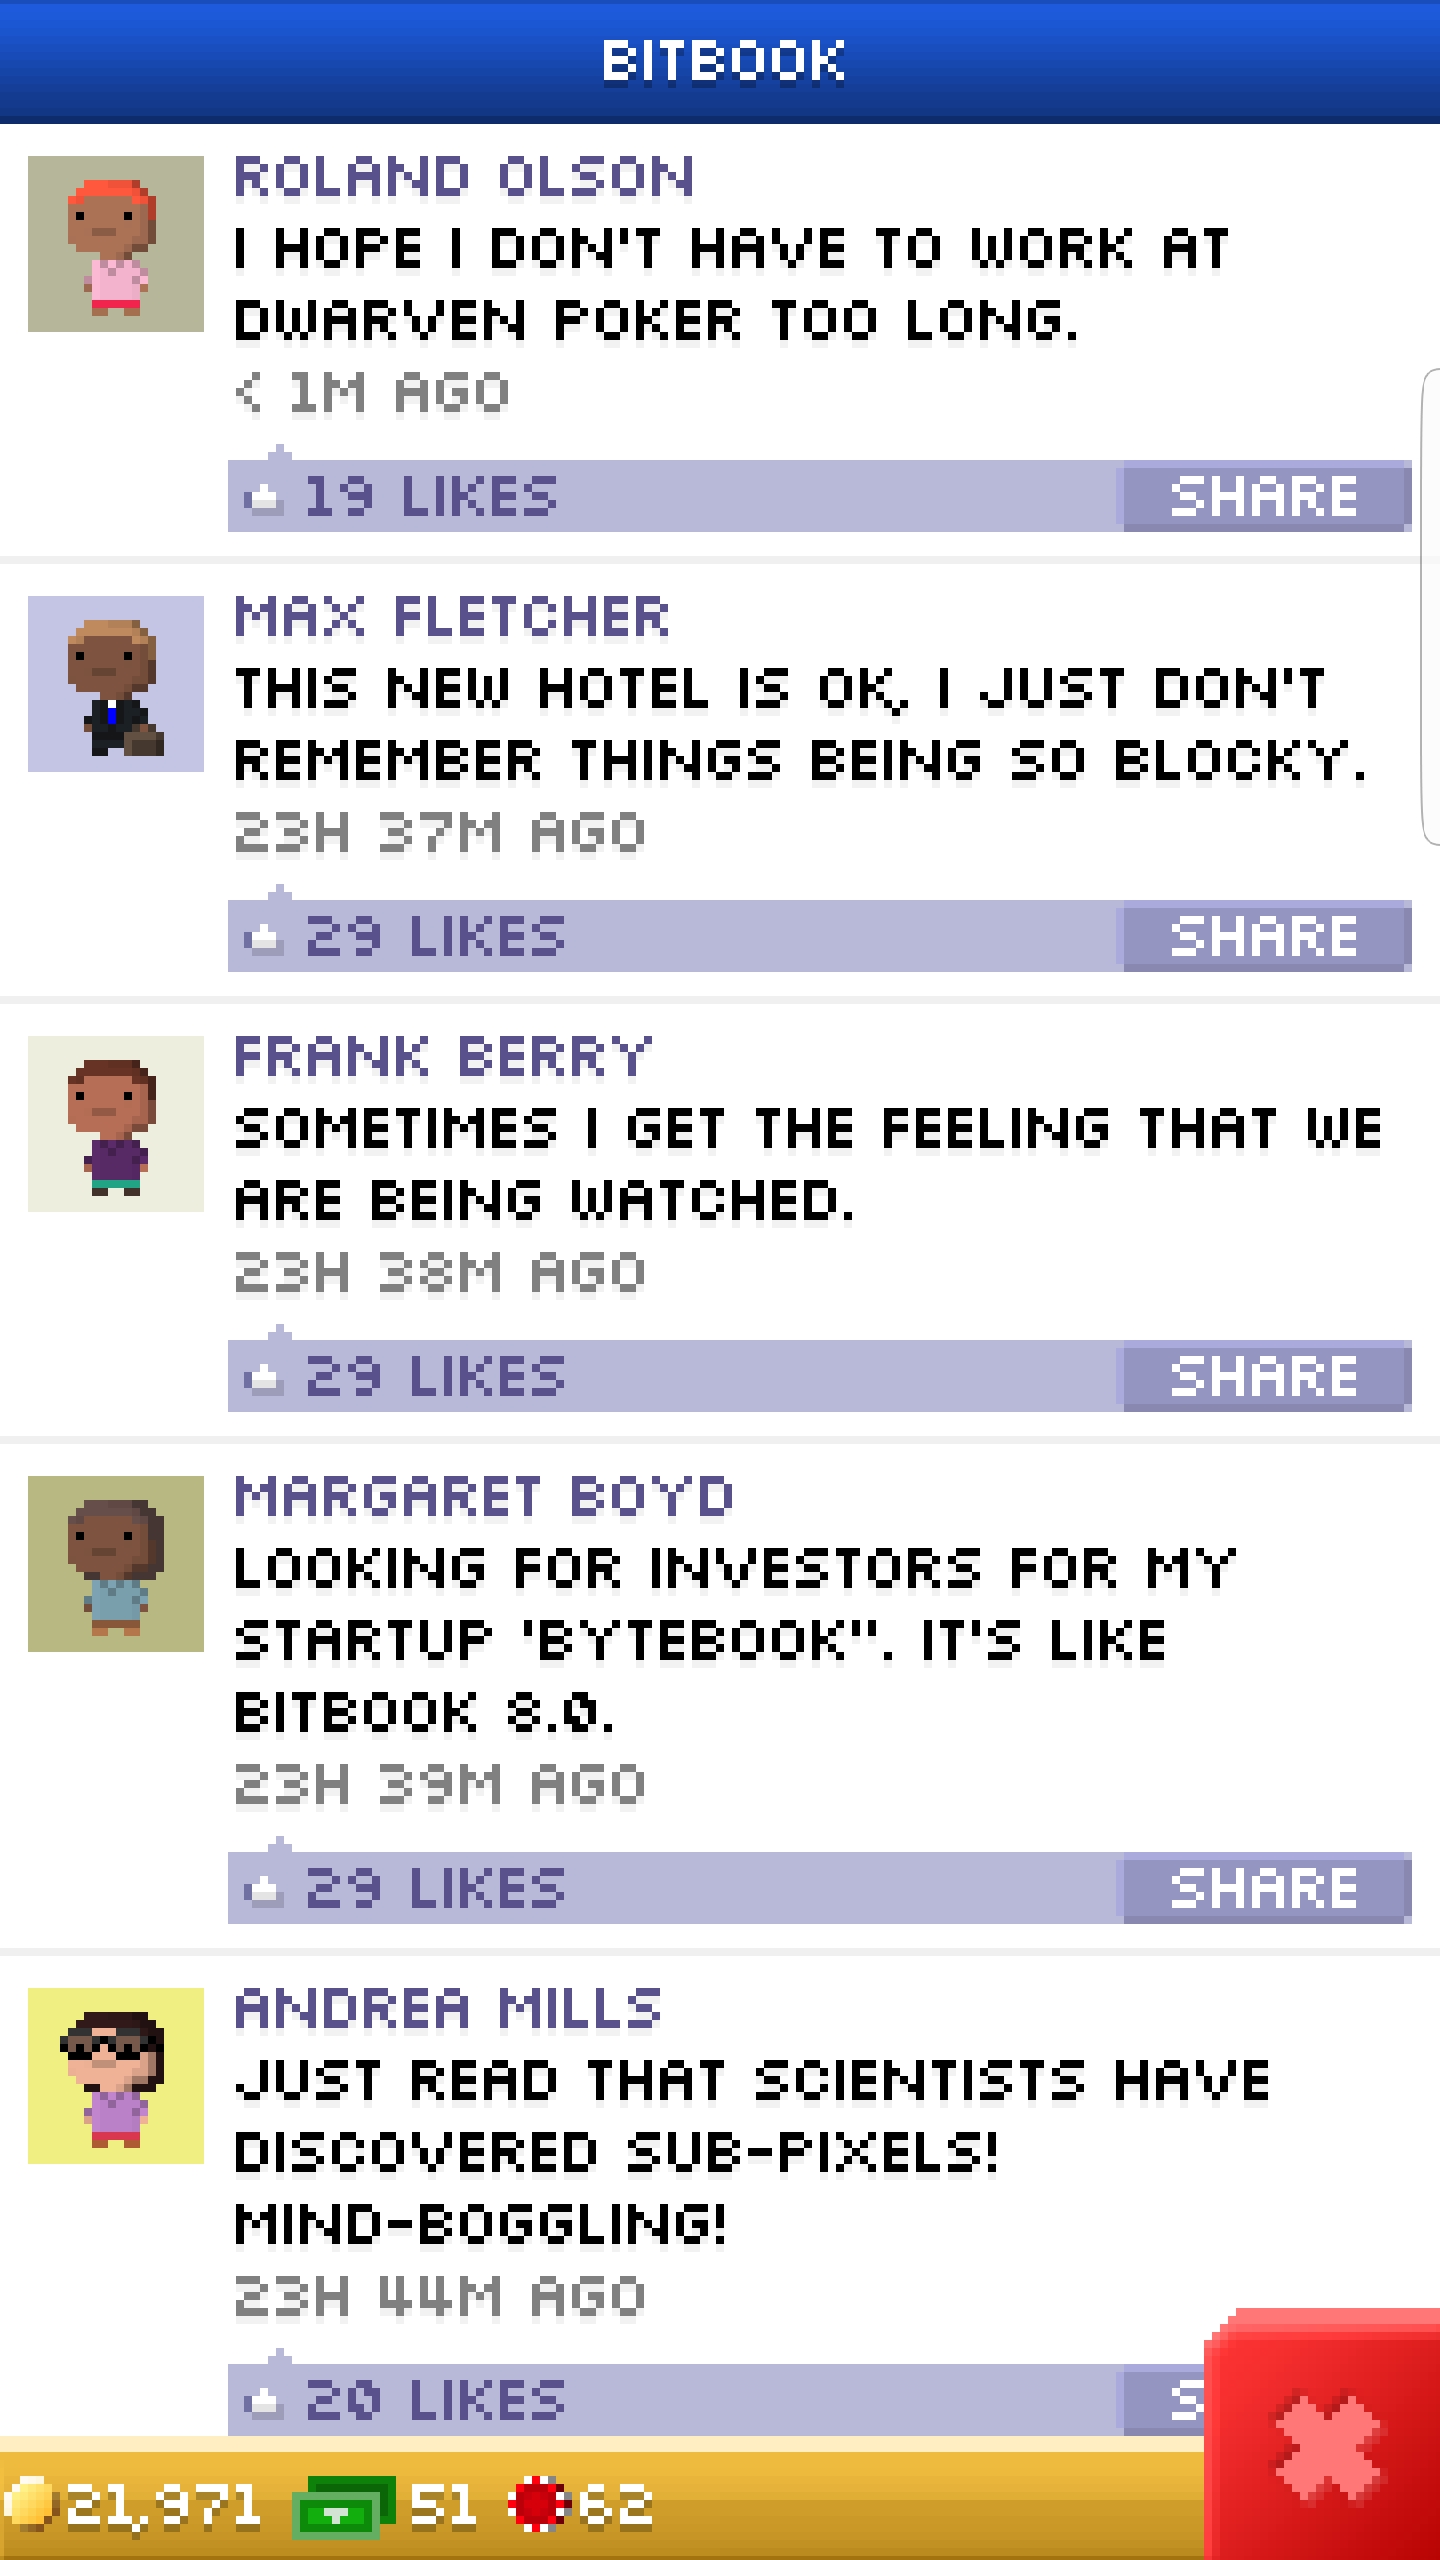 BITBOOK
ROLAND OLSON
I HOPE I DON'T HAVE TO WORK AT
DWARVEN POKER TOO LONG.
< 1M AGO
19 LIKES SHARE
MAX FLETCHER
THIS NEW HOTEL IS OK, I JUST DON'T
REMEMBER THINGS BEING SO BLOCKY.
23H 37M AGO
29 LIKES SHARE
FRANK BERRY
SOMETIMES I GET THE FEELING THAT WE
ARE BEING WATCHED.
23H 38M AGO
29 LIKES SHARE
MARGARET BOYD
LOOKING FOR INVESTORS FOR MY
STARTUP 'BYTEBOOK". IT'S LIKE
BITBOOK 8.0.
23H 39M AGO
29 LIKES SHARE
ANDREA MILLS
JUST READ THAT SCIENTISTS HAVE
DISCOVERED SUB-PIXELS!
MIND-BOGGLING!
23H 44M AGO
20 LIKES
21,971 51 62